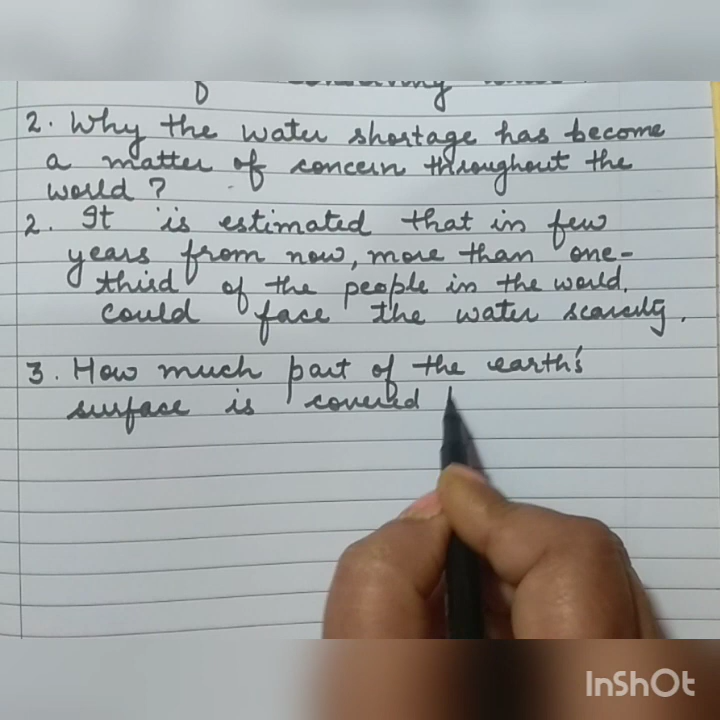 2. Why the water shortage has become
a matter of concern throughout the
world?
2. It is estimated that in few
years from now, more than one-
third of the people in the world.
could face the water scarcity.
3. How much part of the earth's
surface is covered
InShOt